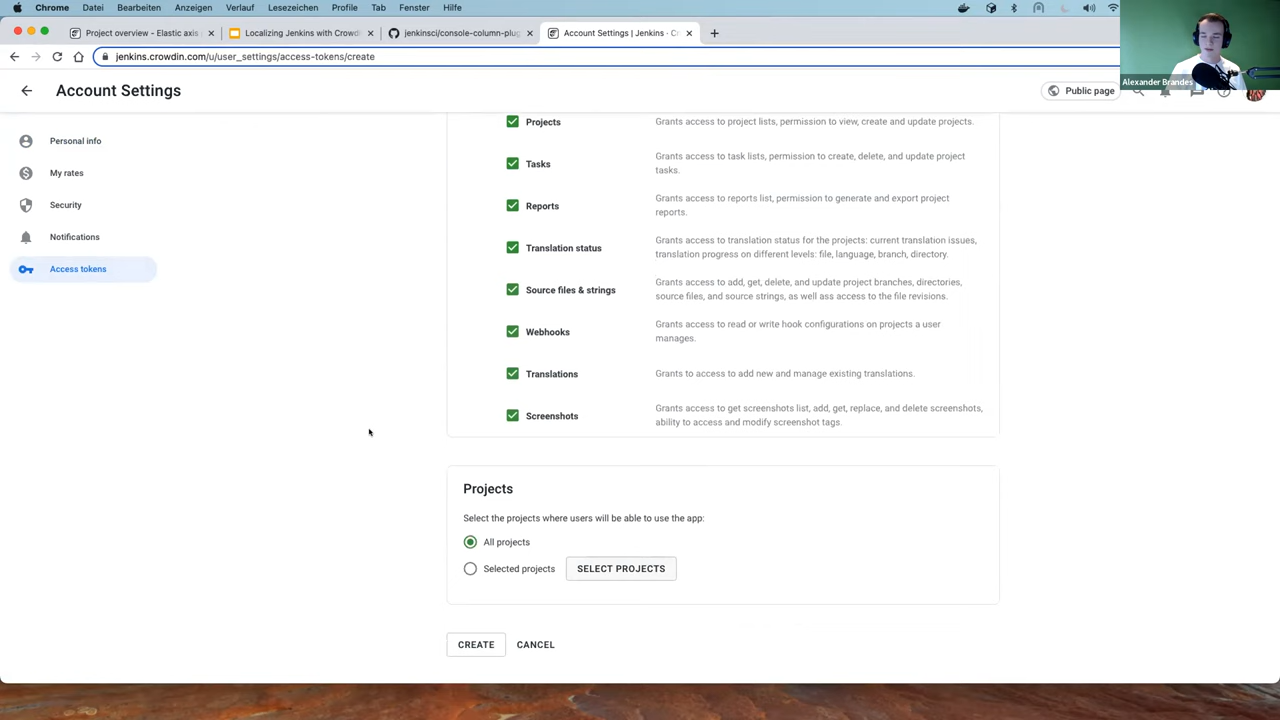 Chrome Datei Bearbeiten Anzeigen Verlauf Lesezeichen Profile Tab Fenster Hilfe
Project overview - Elastic axis
Localizing Jenkins with Crowdi
jenkinsci/console-column-plug
Account Settings | Jenkins · C
jenkins.crowdin.com/u/user_settings/access-tokens/create
Alexander Brandes
Account Settings
Public page
Personal info
My rates
Security
Notifications
Access tokens
Projects
Grants access to project lists, permission to view, create and update projects.
Tasks
Grants access to task lists, permission to create, delete, and update project
tasks.
Reports
Grants access to reports list, permission to generate and export project
reports.
Translation status
Grants access to translation status for the projects: current translation issues,
translation progress on different levels: file, language, branch, directory.
Source files & strings
Grants access to add, get, delete, and update project branches, directories,
source files, and source strings, as well ass access to the file revisions.
Webhooks
Grants access to read or write hook configurations on projects a user
manages.
Translations
Grants to access to add new and manage existing translations.
Screenshots
Grants access to get screenshots list, add, get, replace, and delete screenshots,
ability to access and modify screenshot tags.
Projects
Select the projects where users will be able to use the app:
All projects
Selected projects
SELECT PROJECTS
CREATE
CANCEL